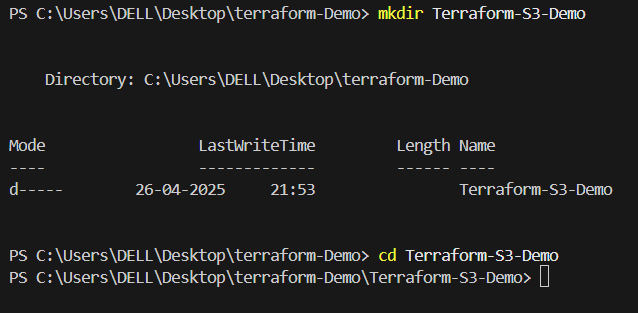 PS C:\Users\DELL\Desktop\terraform-Demo> mkdir Terraform-S3-Demo
Directory: C:\Users\DELL\Desktop\terraform-Demo
Mode LastWriteTime Length Name
---- ------------- ------ ----
d----- 26-04-2025 21:53 Terraform-S3-Demo
PS C:\Users\DELL\Desktop\terraform-Demo> cd Terraform-S3-Demo
PS C:\Users\DELL\Desktop\terraform-Demo\Terraform-S3-Demo>